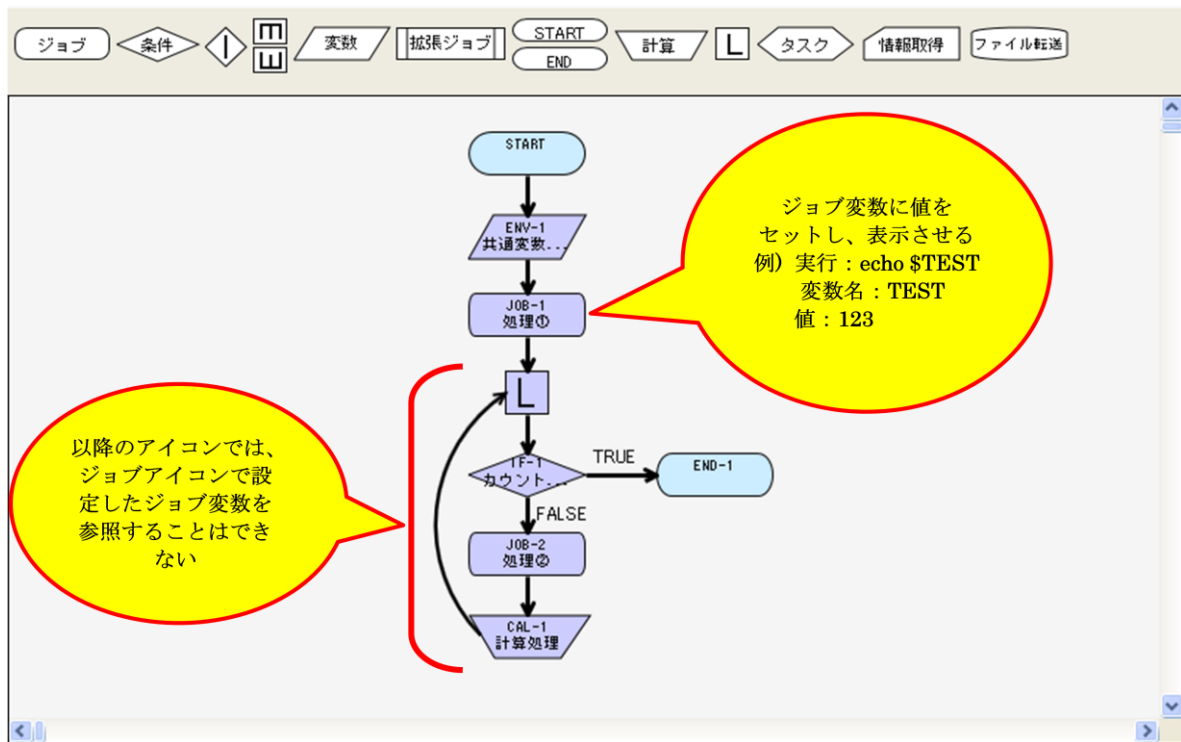 ジョブ
条件
I
M
W
変数
拡張ジョブ
START
END
計算
L
タスク
情報取得
ファイル転送
START
ENV-1
共通変数...
JOB-1
処理①
L
IF-1
カウント...
TRUE
END-1
FALSE
JOB-2
処理②
CAL-1
計算処理
ジョブ変数に値を
セットし、表示させる
例）実行：echo $TEST
変数名：TEST
値：123
以降のアイコンでは、
ジョブアイコンで設
定したジョブ変数を
参照することはでき
ない